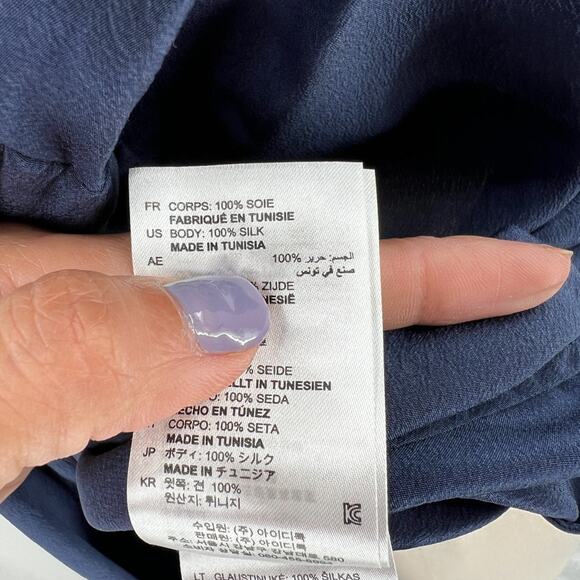 FR CORPS: 100% SOIE
FABRIQUÉ EN TUNISIE
US BODY: 100% SILK
MADE IN TUNISIA
AE الجسم: حرير %100
صنع في تونس
% ZIJDE
NESIË
% SEIDE
ELLT IN TUNESIEN
O: 100% SEDA
ECHO EN TÚNEZ
CORPO: 100% SETA
MADE IN TUNISIA
JP ボディ: 100% シルク
MADE IN チュニジア
KR 윗쪽: 견 100%
원산지: 튀니지
수입원: (주) 아이디룩
판매원: (주) 아이디룩
LT GLAUSTINUKĖ: 100% ŠILKAS